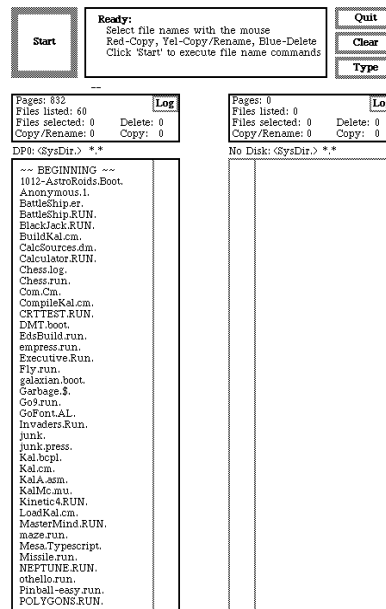 Start
Ready:
Select file names with the mouse
Red-Copy, Yel-Copy/Rename, Blue-Delete
Click 'Start' to execute file name commands
Quit
Clear
Type
--
Pages: 832
Log
Files listed: 60
Files selected: 0 Delete: 0
Copy/Rename: 0 Copy: 0
DP0: <SysDir.> *.*
~~ BEGINNING ~~
1012-AstroRoids.Boot.
Anonymous.1.
BattleShip.er.
BattleShip.RUN.
BlackJack.RUN.
BuildKal.cm.
CalcSources.dm.
Calculator.RUN.
Chess.log.
Chess.run.
Com.Cm.
CompileKal.cm.
CRTTEST.RUN.
DMT.boot.
EdsBuild.run.
empress.run.
Executive.Run.
Fly.run.
galaxian.boot.
Garbage.$.
Go9.run.
GoFont.AL.
Invaders.Run.
junk.
junk.press.
Kal.bcpl.
Kal.cm.
KalA.asm.
KalMc.mu.
Kinetic4.RUN.
LoadKal.cm.
MasterMind.RUN.
maze.run.
Mesa.Typescript.
Missile.run.
NEPTUNE.RUN.
othello.run.
Pinball-easy.run.
POLYGONS.RUN.
Pages: 0
Lo
Files listed: 0
Files selected: 0 Delete: 0
Copy/Rename: 0 Copy: 0
No Disk: <SysDir.> *.*